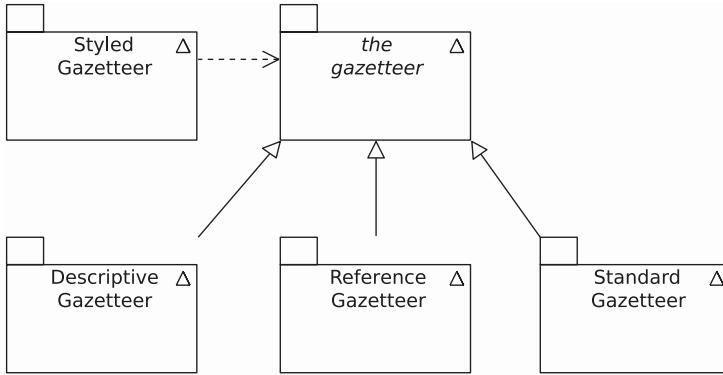 Styled
Gazetteer
the
gazetteer
Descriptive
Gazetteer
Reference
Gazetteer
Standard
Gazetteer